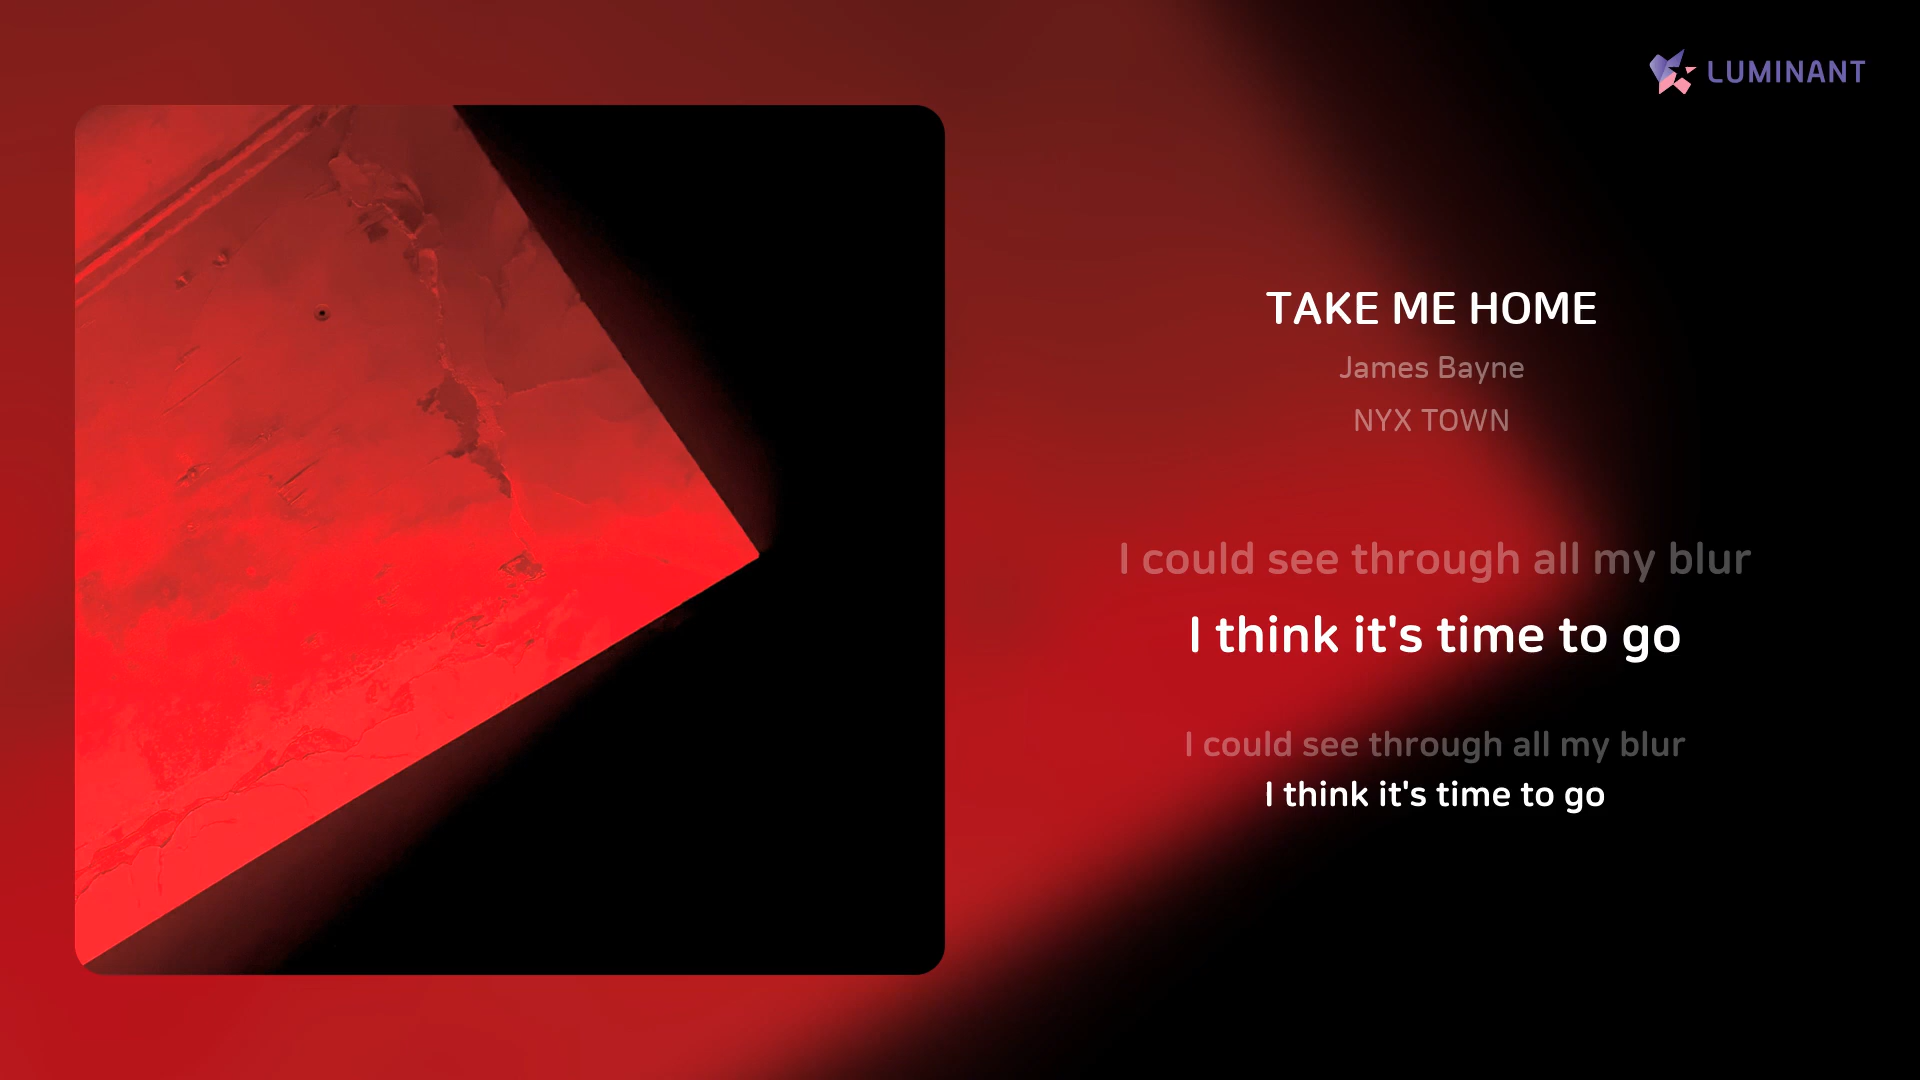 LUMINANT
TAKE ME HOME
James Bayne
NYX TOWN
I could see through all my blur
I think it's time to go
I could see through all my blur
I think it's time to go